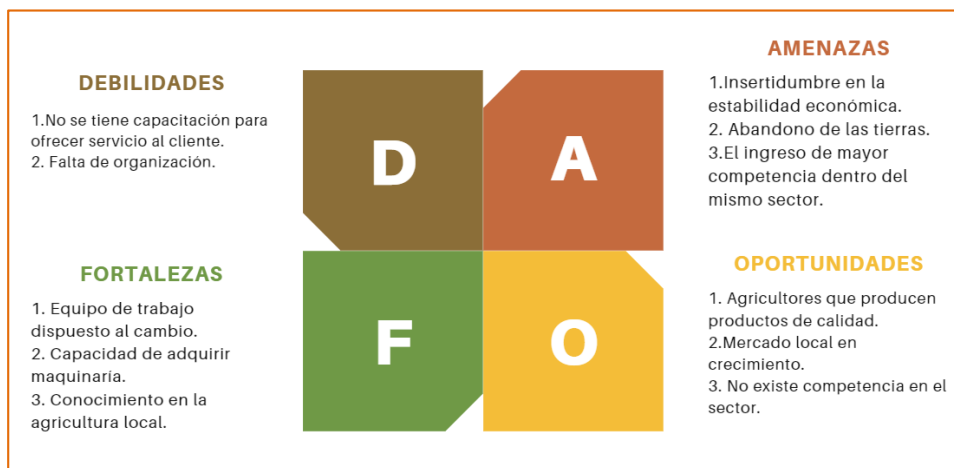 DEBILIDADES
1.No se tiene capacitación para
ofrecer servicio al cliente.
2. Falta de organización.
D
A
AMENAZAS
1.Insertidumbre en la
estabilidad económica.
2. Abandono de las tierras.
3.El ingreso de mayor
competencia dentro del
mismo sector.
FORTALEZAS
1. Equipo de trabajo
dispuesto al cambio.
2. Capacidad de adquirir
maquinaría.
3. Conocimiento en la
agricultura local.
F
O
OPORTUNIDADES
1. Agricultores que producen
productos de calidad.
2.Mercado local en
crecimiento.
3. No existe competencia en el
sector.